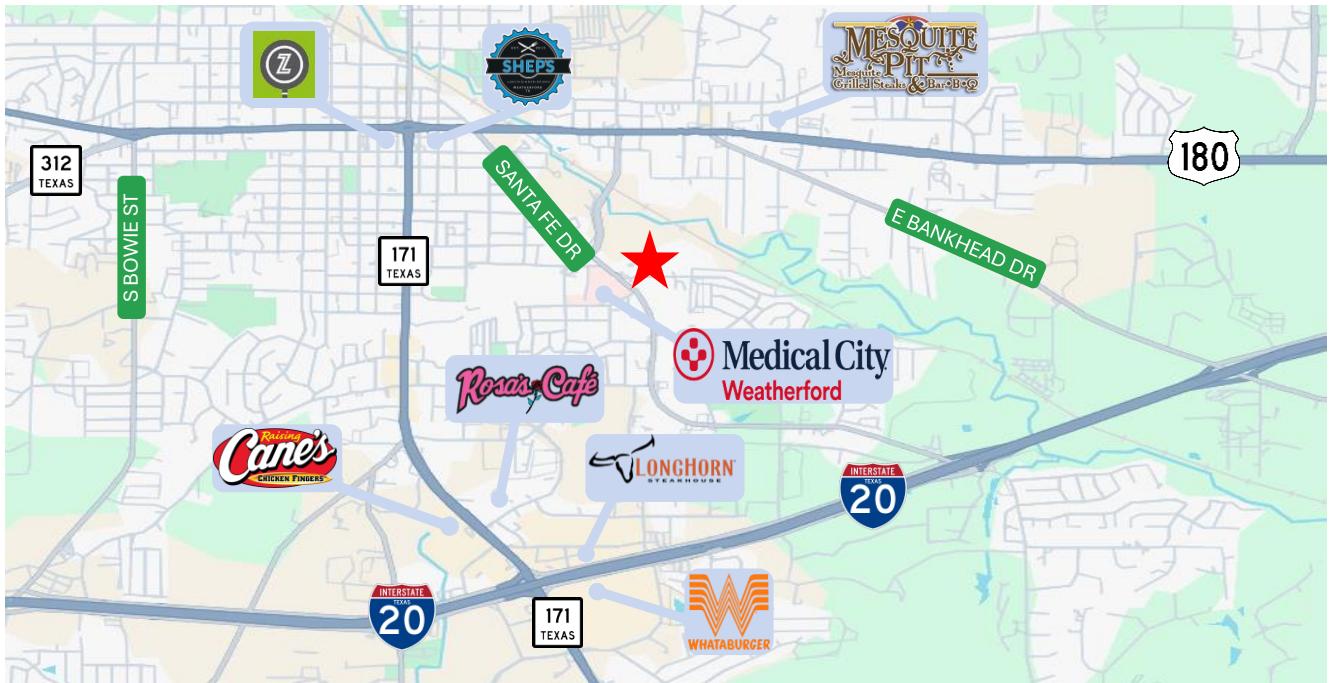 Z
SHEP'S
WEATHERFORD
MESQUITE
PIT
Mesquite
Grilled Steaks & Bar·B·Q
312
TEXAS
S BOWIE ST
SANTA FE DR
180
171
TEXAS
E BANKHEAD DR
Medical City
Weatherford
Rosa's Café
Raising
Cane's
CHICKEN FINGERS
LONGHORN
STEAKHOUSE
INTERSTATE
TEXAS
20
INTERSTATE
TEXAS
20
171
TEXAS
W
WHATABURGER